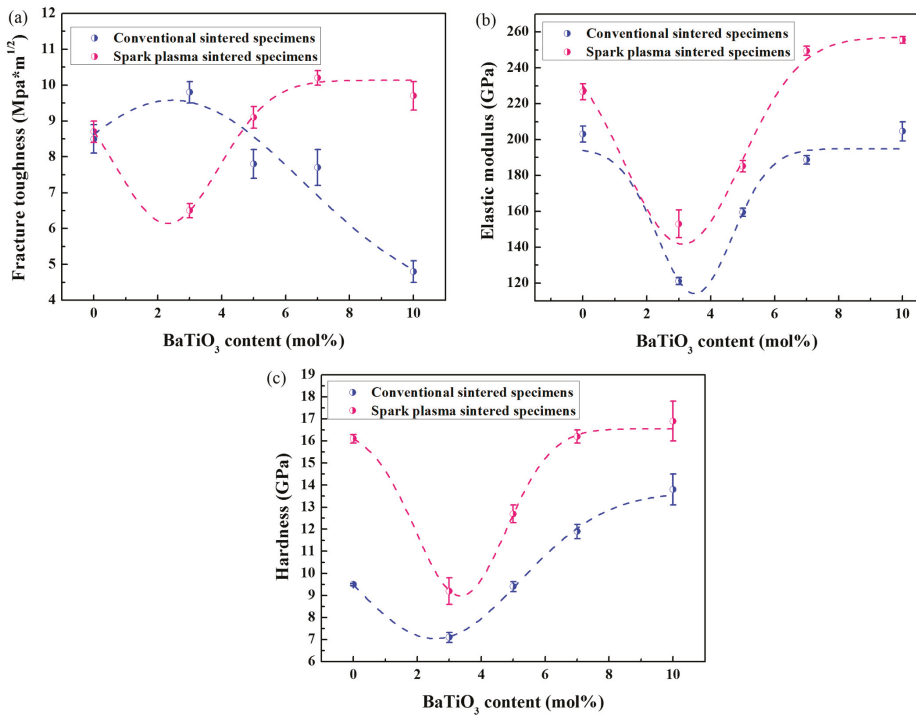 (a)
Conventional sintered specimens
Spark plasma sintered specimens
12
11
10
9
8
7
6
5
4
Fracture toughness (Mpa*m^1/2)
0 2 4 6 8 10
BaTiO₃ content (mol%)
(b)
Conventional sintered specimens
Spark plasma sintered specimens
260
240
220
200
180
160
140
120
Elastic modulus (GPa)
0 2 4 6 8 10
BaTiO₃ content (mol%)
(c)
Conventional sintered specimens
Spark plasma sintered specimens
19
18
17
16
15
14
13
12
11
10
9
8
7
6
Hardness (GPa)
0 2 4 6 8 10
BaTiO₃ content (mol%)